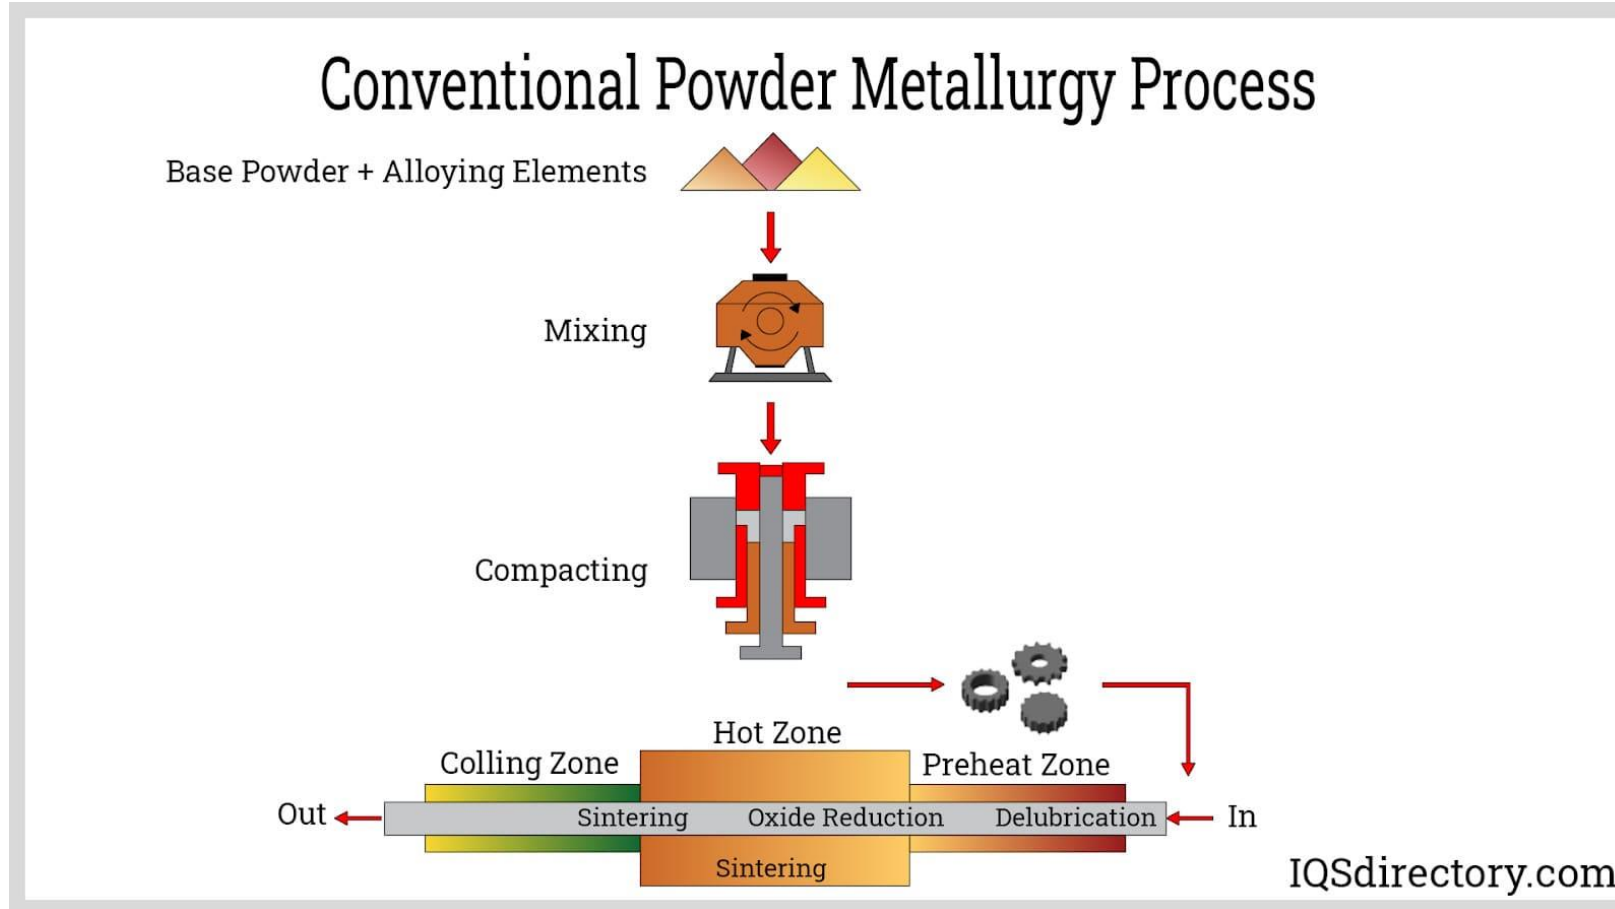 Conventional Powder Metallurgy Process
Base Powder + Alloying Elements
Mixing
Compacting
Hot Zone
Colling Zone
Preheat Zone
Out
Sintering
Oxide Reduction
Delubrication
In
Sintering
IQSdirectory.com